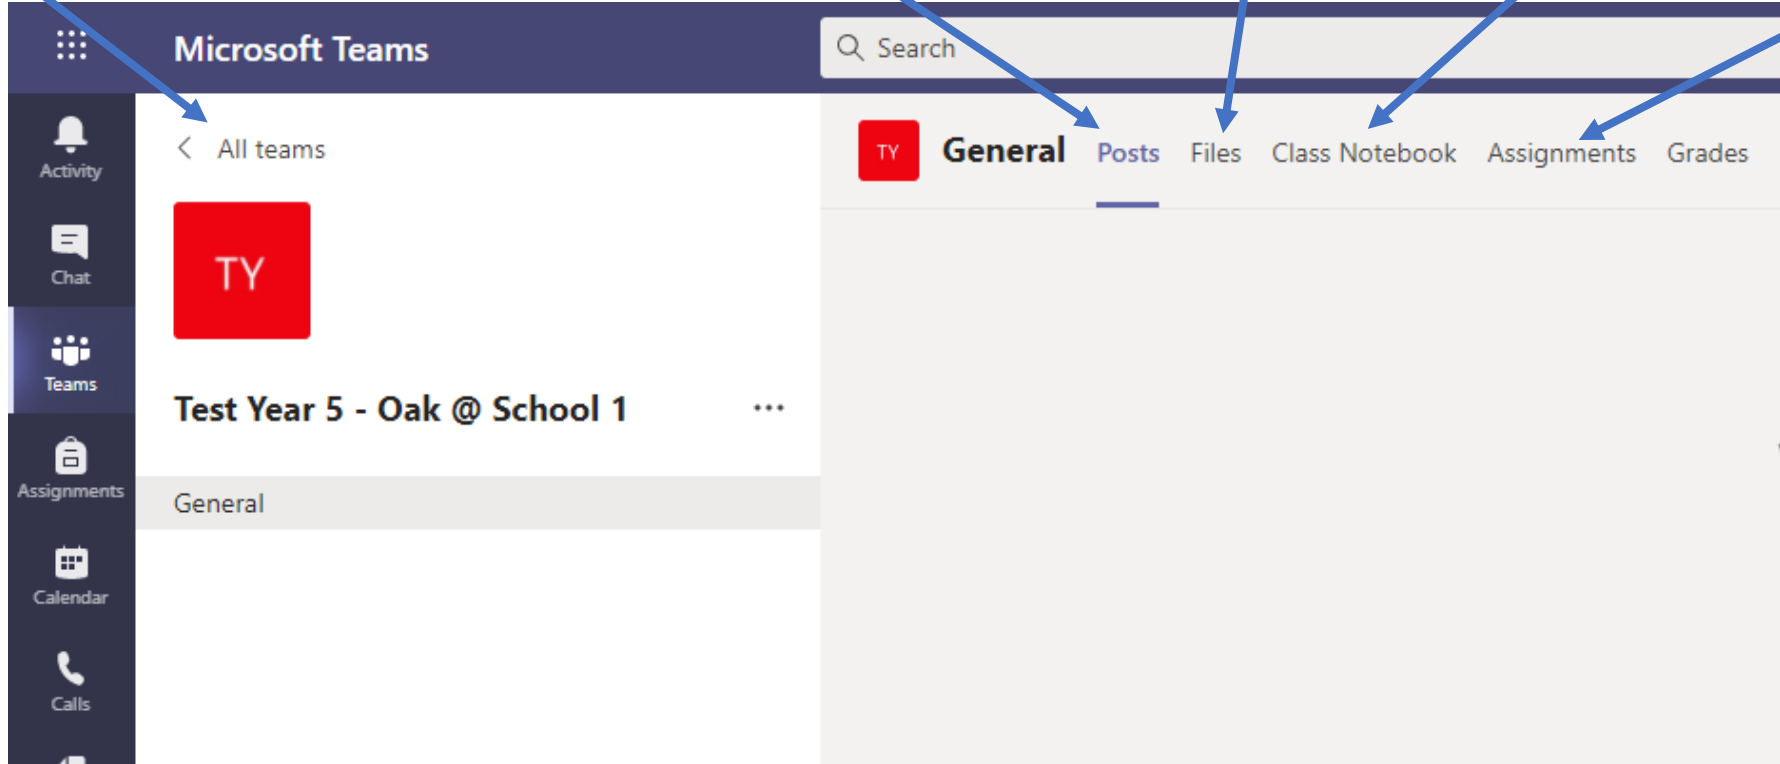 Microsoft Teams
Search
Activity
Chat
Teams
Assignments
Calendar
Calls
All teams
TY
Test Year 5 - Oak @ School 1 ...
General
TY General Posts Files Class Notebook Assignments Grades